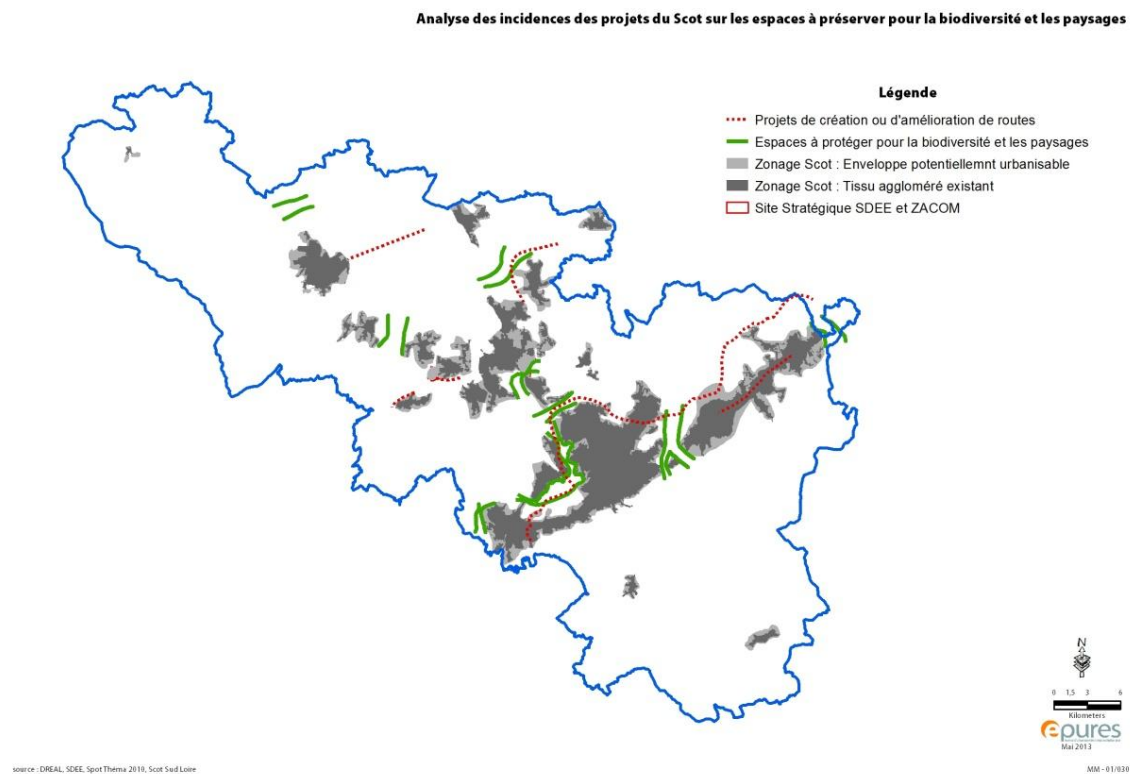 Analyse des incidences des projets du Scot sur les espaces à préserver pour la biodiversité et les paysages
Légende
Projets de création ou d'amélioration de routes
Espaces à protéger pour la biodiversité et les paysages
Zonage Scot : Enveloppe potentiellemnt urbanisable
Zonage Scot : Tissu aggloméré existant
Site Stratégique SDEE et ZACOM
N
0 1,5 3 6
Kilometers
epures
Mai 2013
source : DREAL, SDEE, Spot Théma 2010, Scot Sud Loire
MM - 01/030